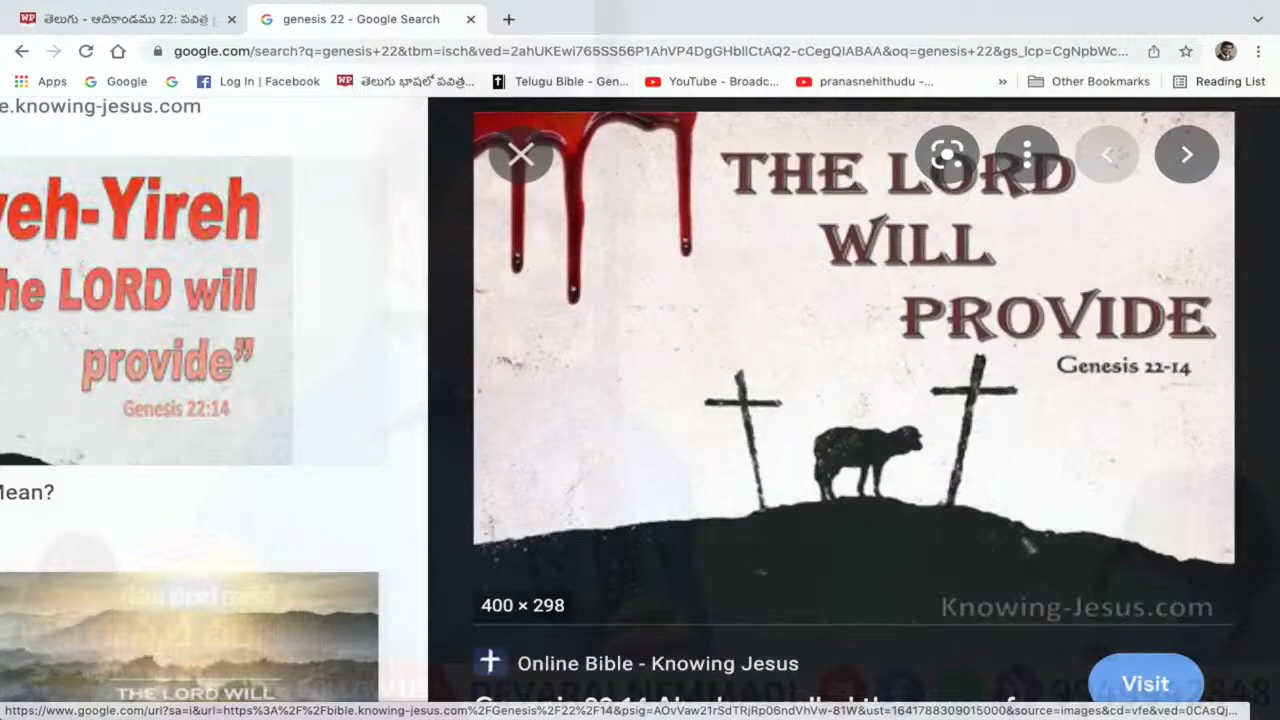 తెలుగు - ఆదికాండము 22: పవిత్ర
genesis 22 - Google Search
google.com/search?q=genesis+22&tbm=isch&ved=2ahUKEwi765SS56P1AhVP4DgGHbllCtAQ2-cCegQIABAA&oq=genesis+22&gs_lcp=CgNpbWc...
Apps
Google
Log In | Facebook
తెలుగు భాషలో పవిత్ర...
Telugu Bible - Gen...
YouTube - Broadc...
pranasnehithudu -...
Other Bookmarks
Reading List
e.knowing-jesus.com
veh-Yireh
he LORD will
provide”
Genesis 22:14
Mean?
THE LORD WILL
THE LORD
WILL
PROVIDE
Genesis 22-14
400 × 298
Knowing-Jesus.com
Online Bible - Knowing Jesus
Visit
https://www.google.com/url?sa=i&url=https%3A%2F%2Fbible.knowing-jesus.com%2FGenesis%2F22%2F14&psig=AOvVaw21rSdTRjRp06ndVhVw-81W&ust=1641788309015000&source=images&cd=vfe&ved=0CAsQj...